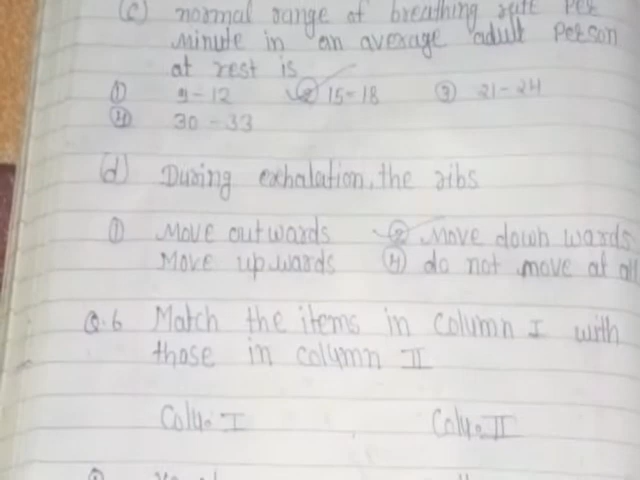 (c) normal range of breathing rate per
minute in an average adult person
at rest is
① 9-12 ② 15-18 ③ 21-24
④ 30-33
(d) During exhalation, the ribs
① Move outwards ② Move down wards
Move upwards ④ do not move at all
Q.6 Match the items in column I with
those in column II
Colu. I Colu. II